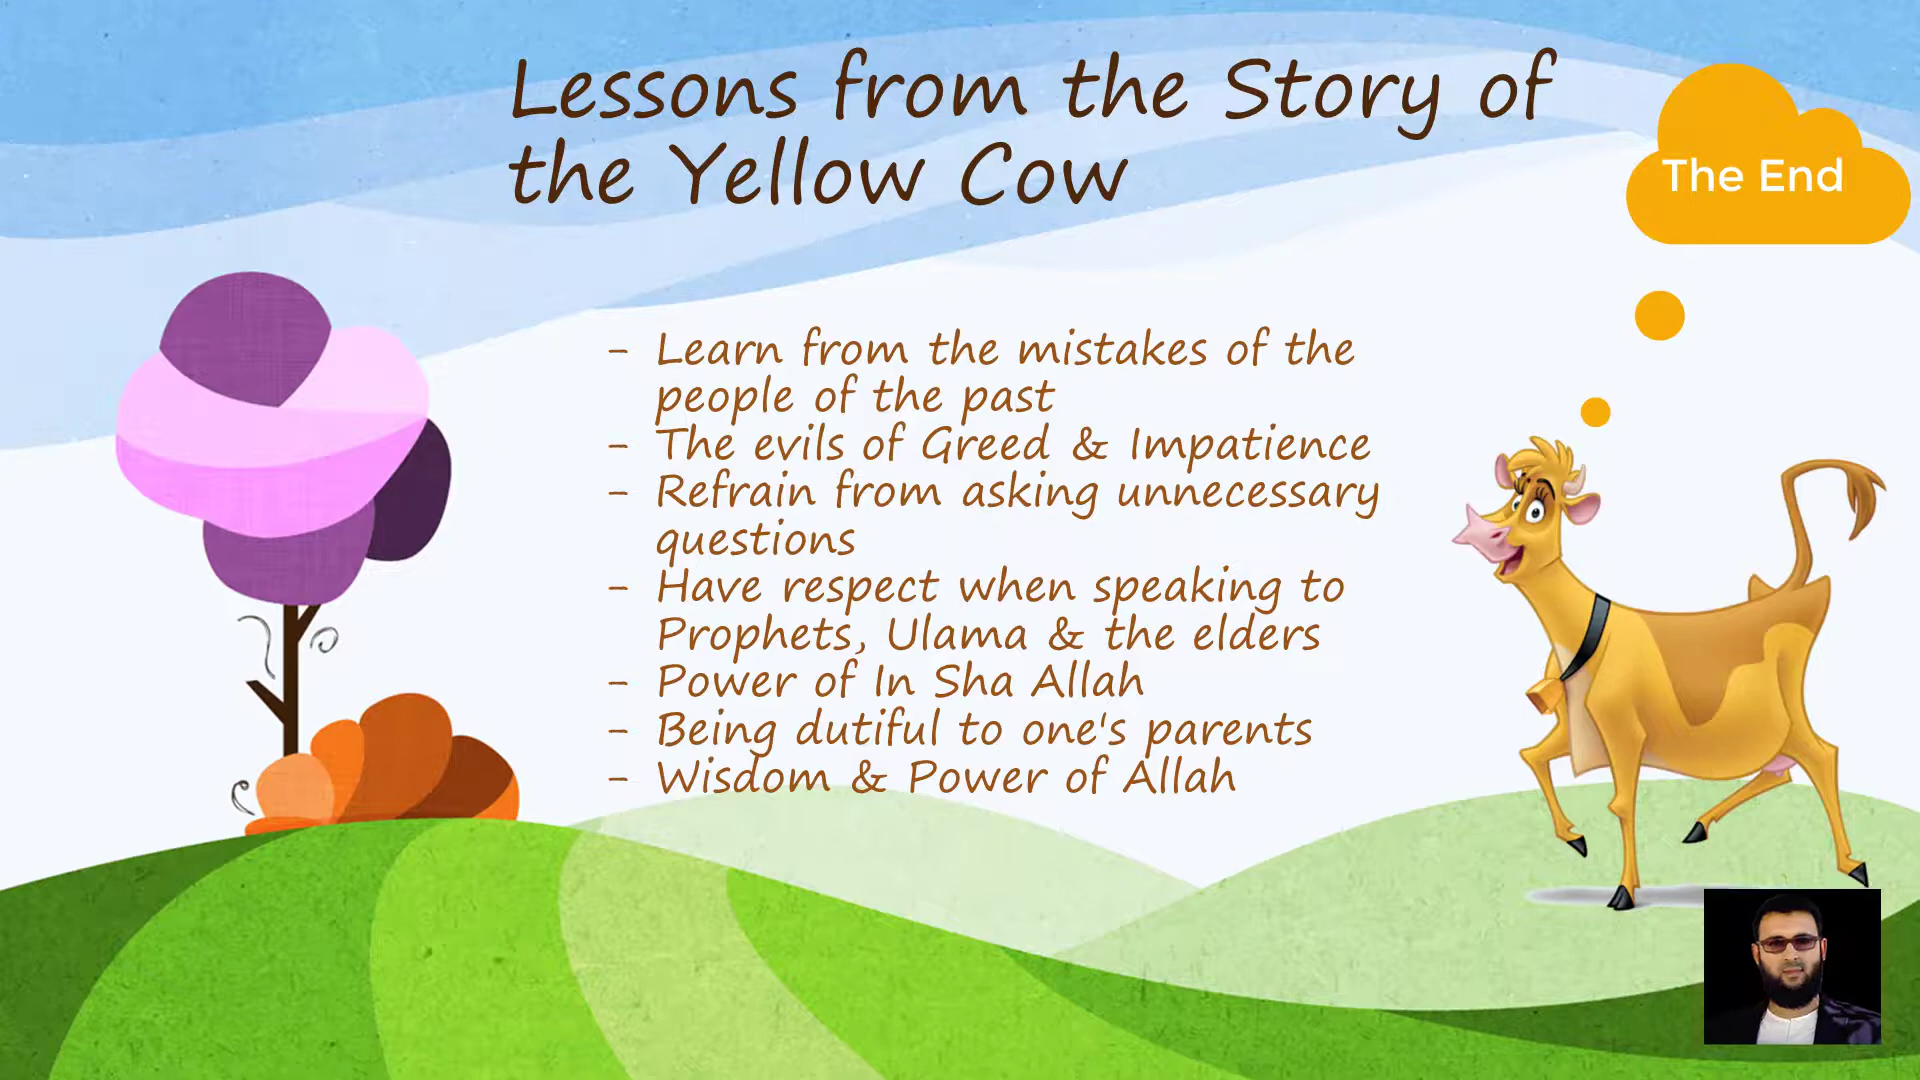 Lessons from the Story of
the Yellow Cow
The End
- Learn from the mistakes of the
people of the past
- The evils of Greed & Impatience
- Refrain from asking unnecessary
questions
- Have respect when speaking to
Prophets, Ulama & the elders
- Power of In Sha Allah
- Being dutiful to one's parents
- Wisdom & Power of Allah